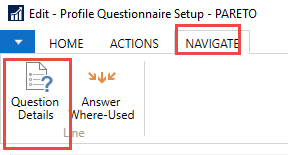 Edit - Profile Questionnaire Setup - PARETO
HOME ACTIONS NAVIGATE
Question Answer
Details Where-Used
Line